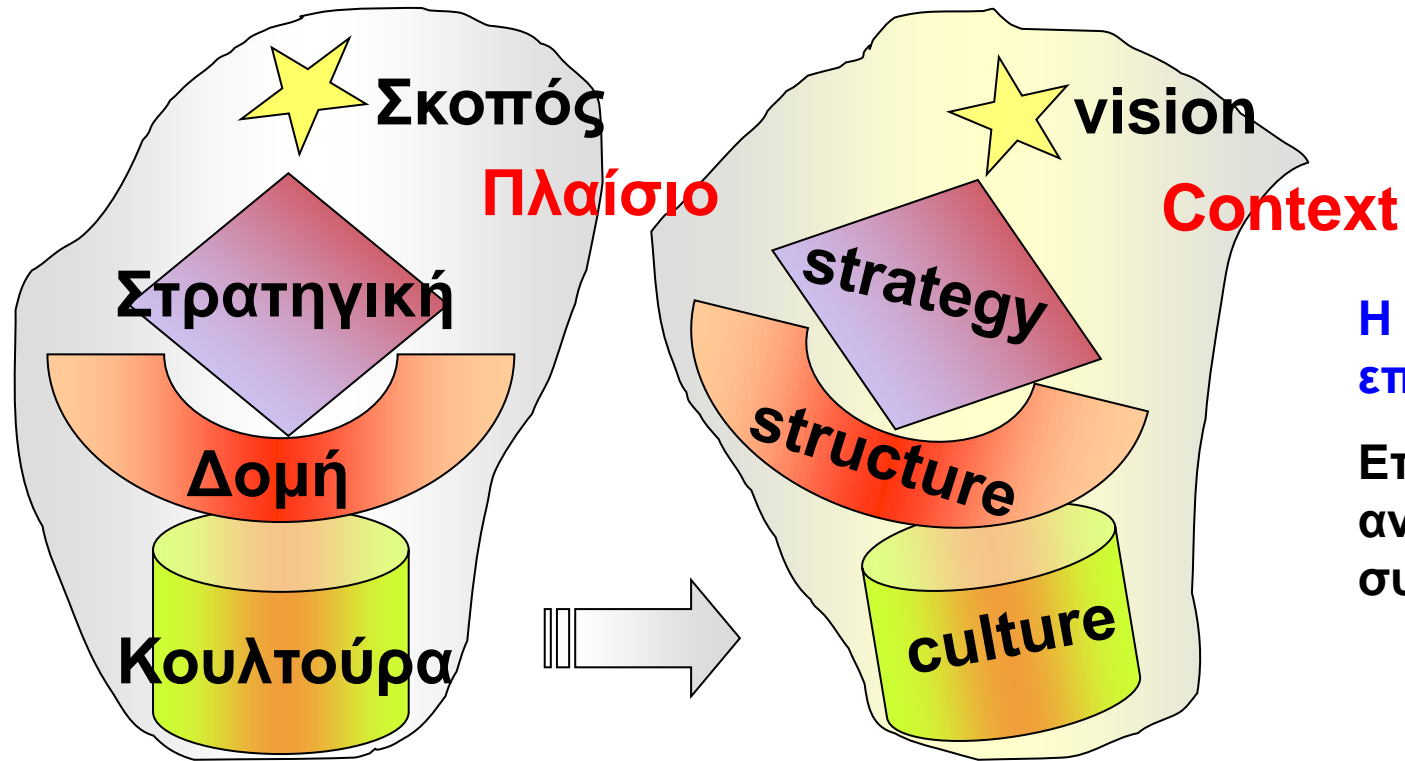 Σκοπός
Πλαίσιο
Στρατηγική
Δομή
Κουλτούρα
vision
Context
strategy
structure
culture
Η